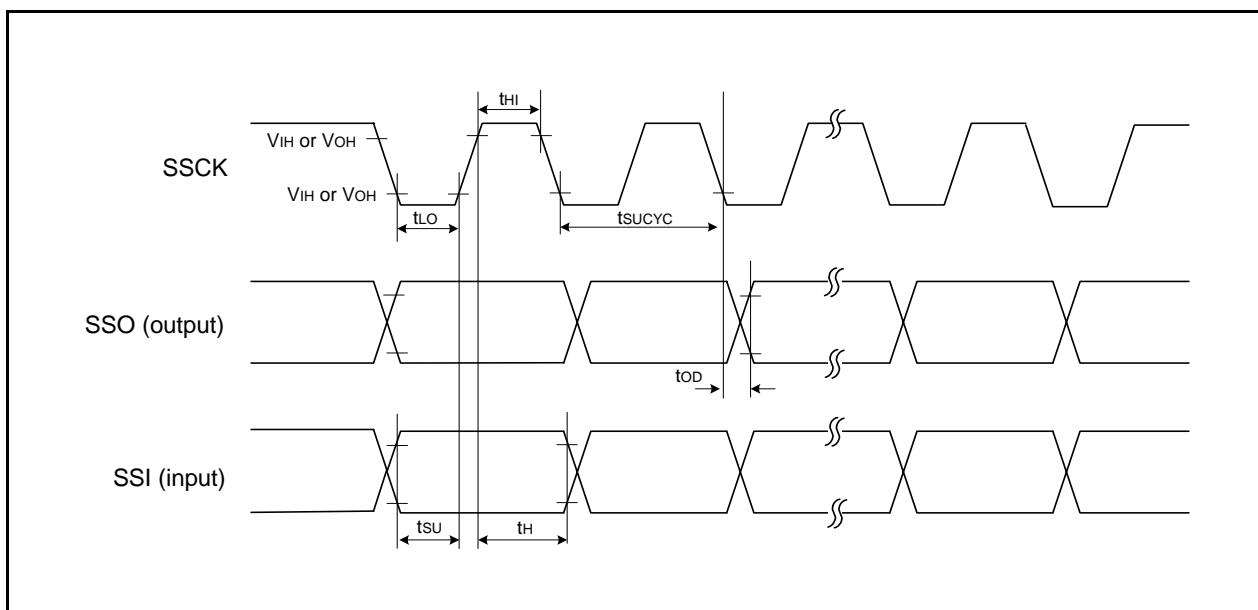 tHI
VIH or VOH
SSCK
VIH or VOH
tLO
tSUCYC
SSO (output)
tOD
SSI (input)
tSU
tH